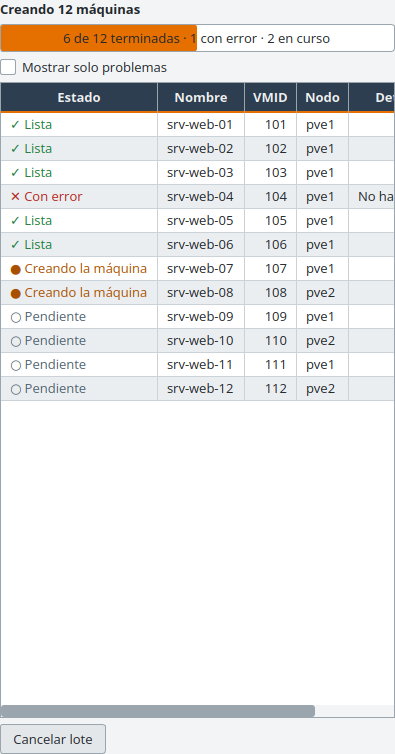 Creando 12 máquinas
6 de 12 terminadas · 1 con error · 2 en curso
Mostrar solo problemas
Estado Nombre VMID Nodo De
✓ Lista srv-web-01 101 pve1
✓ Lista srv-web-02 102 pve1
✓ Lista srv-web-03 103 pve1
✕ Con error srv-web-04 104 pve1 No ha
✓ Lista srv-web-05 105 pve1
✓ Lista srv-web-06 106 pve1
● Creando la máquina srv-web-07 107 pve1
● Creando la máquina srv-web-08 108 pve2
○ Pendiente srv-web-09 109 pve1
○ Pendiente srv-web-10 110 pve2
○ Pendiente srv-web-11 111 pve1
○ Pendiente srv-web-12 112 pve2
Cancelar lote